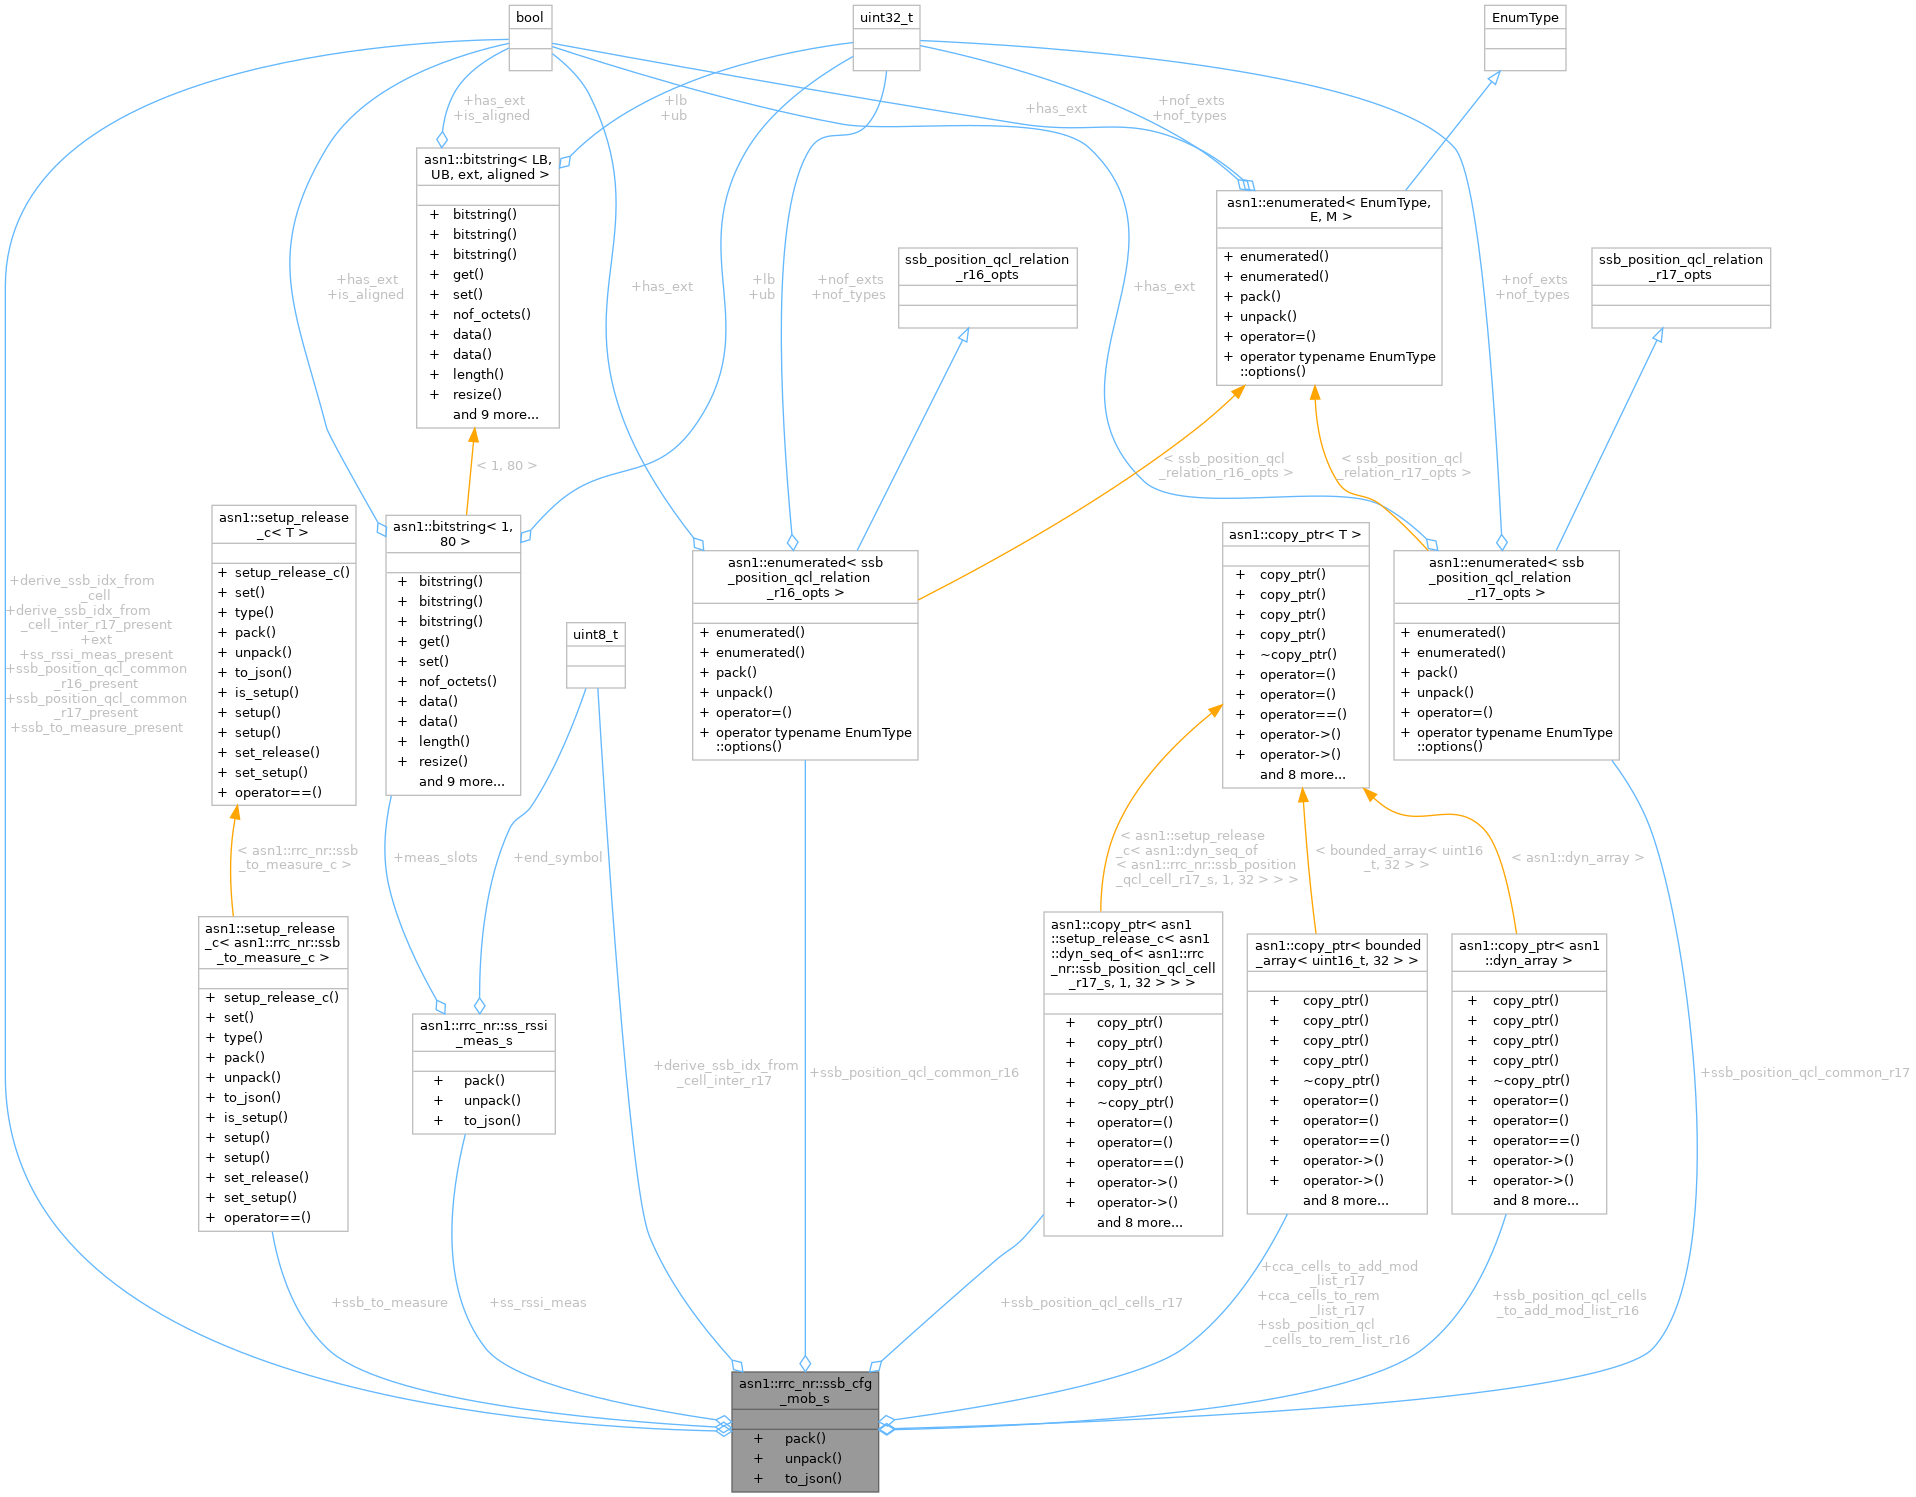 bool
uint32_t
EnumType
+has_ext
+is_aligned
+lb
+ub
+has_ext
+nof_exts
+nof_types
asn1::bitstring< LB,
UB, ext, aligned >
+ bitstring()
+ bitstring()
+ bitstring()
+ get()
+ set()
+ nof_octets()
+ data()
+ data()
+ length()
+ resize()
and 9 more...
asn1::enumerated< EnumType,
E, M >
+ enumerated()
+ enumerated()
+ pack()
+ unpack()
+ operator=()
+ operator typename EnumType
::options()
ssb_position_qcl_relation
_r16_opts
ssb_position_qcl_relation
_r17_opts
+has_ext
+is_aligned
+has_ext
+lb
+ub
+nof_exts
+nof_types
+has_ext
+nof_exts
+nof_types
< 1, 80 >
< ssb_position_qcl
_relation_r16_opts >
< ssb_position_qcl
_relation_r17_opts >
asn1::setup_release
_c< T >
+ setup_release_c()
+ set()
+ type()
+ pack()
+ unpack()
+ to_json()
+ is_setup()
+ setup()
+ setup()
+ set_release()
+ set_setup()
+ operator==()
asn1::bitstring< 1,
80 >
+ bitstring()
+ bitstring()
+ bitstring()
+ get()
+ set()
+ nof_octets()
+ data()
+ data()
+ length()
+ resize()
and 9 more...
uint8_t
asn1::enumerated< ssb
_position_qcl_relation
_r16_opts >
+ enumerated()
+ enumerated()
+ pack()
+ unpack()
+ operator=()
+ operator typename EnumType
::options()
asn1::copy_ptr< T >
+ copy_ptr()
+ copy_ptr()
+ copy_ptr()
+ copy_ptr()
+ ~copy_ptr()
+ operator=()
+ operator=()
+ operator==()
+ operator->()
+ operator->()
and 8 more...
asn1::enumerated< ssb
_position_qcl_relation
_r17_opts >
+ enumerated()
+ enumerated()
+ pack()
+ unpack()
+ operator=()
+ operator typename EnumType
::options()
+derive_ssb_idx_from
_cell
+derive_ssb_idx_from
_cell_inter_r17_present
+ext
+ss_rssi_meas_present
+ssb_position_qcl_common
_r16_present
+ssb_position_qcl_common
_r17_present
+ssb_to_measure_present
< asn1::rrc_nr::ssb
_to_measure_c >
+meas_slots
+end_symbol
< asn1::setup_release
_c< asn1::dyn_seq_of
< asn1::rrc_nr::ssb_position
_qcl_cell_r17_s, 1, 32 > > >
< bounded_array< uint16
_t, 32 > >
< asn1::dyn_array >
asn1::setup_release
_c< asn1::rrc_nr::ssb
_to_measure_c >
+ setup_release_c()
+ set()
+ type()
+ pack()
+ unpack()
+ to_json()
+ is_setup()
+ setup()
+ setup()
+ set_release()
+ set_setup()
+ operator==()
asn1::rrc_nr::ss_rssi
_meas_s
+ pack()
+ unpack()
+ to_json()
+derive_ssb_idx_from
_cell_inter_r17
+ssb_position_qcl_common_r16
asn1::copy_ptr< asn1
::setup_release_c< asn1
::dyn_seq_of< asn1::rrc
_nr::ssb_position_qcl_cell
_r17_s, 1, 32 > > >
+ copy_ptr()
+ copy_ptr()
+ copy_ptr()
+ copy_ptr()
+ ~copy_ptr()
+ operator=()
+ operator=()
+ operator==()
+ operator->()
+ operator->()
and 8 more...
asn1::copy_ptr< bounded
_array< uint16_t, 32 > >
+ copy_ptr()
+ copy_ptr()
+ copy_ptr()
+ copy_ptr()
+ ~copy_ptr()
+ operator=()
+ operator=()
+ operator==()
+ operator->()
+ operator->()
and 8 more...
asn1::copy_ptr< asn1
::dyn_array >
+ copy_ptr()
+ copy_ptr()
+ copy_ptr()
+ copy_ptr()
+ ~copy_ptr()
+ operator=()
+ operator=()
+ operator==()
+ operator->()
+ operator->()
and 8 more...
+ssb_position_qcl_common_r17
+ssb_to_measure
+ss_rssi_meas
+ssb_position_qcl_cells_r17
+cca_cells_to_add_mod
_list_r17
+cca_cells_to_rem
_list_r17
+ssb_position_qcl
_cells_to_rem_list_r16
+ssb_position_qcl_cells
_to_add_mod_list_r16
asn1::rrc_nr::ssb_cfg
_mob_s
+ pack()
+ unpack()
+ to_json()